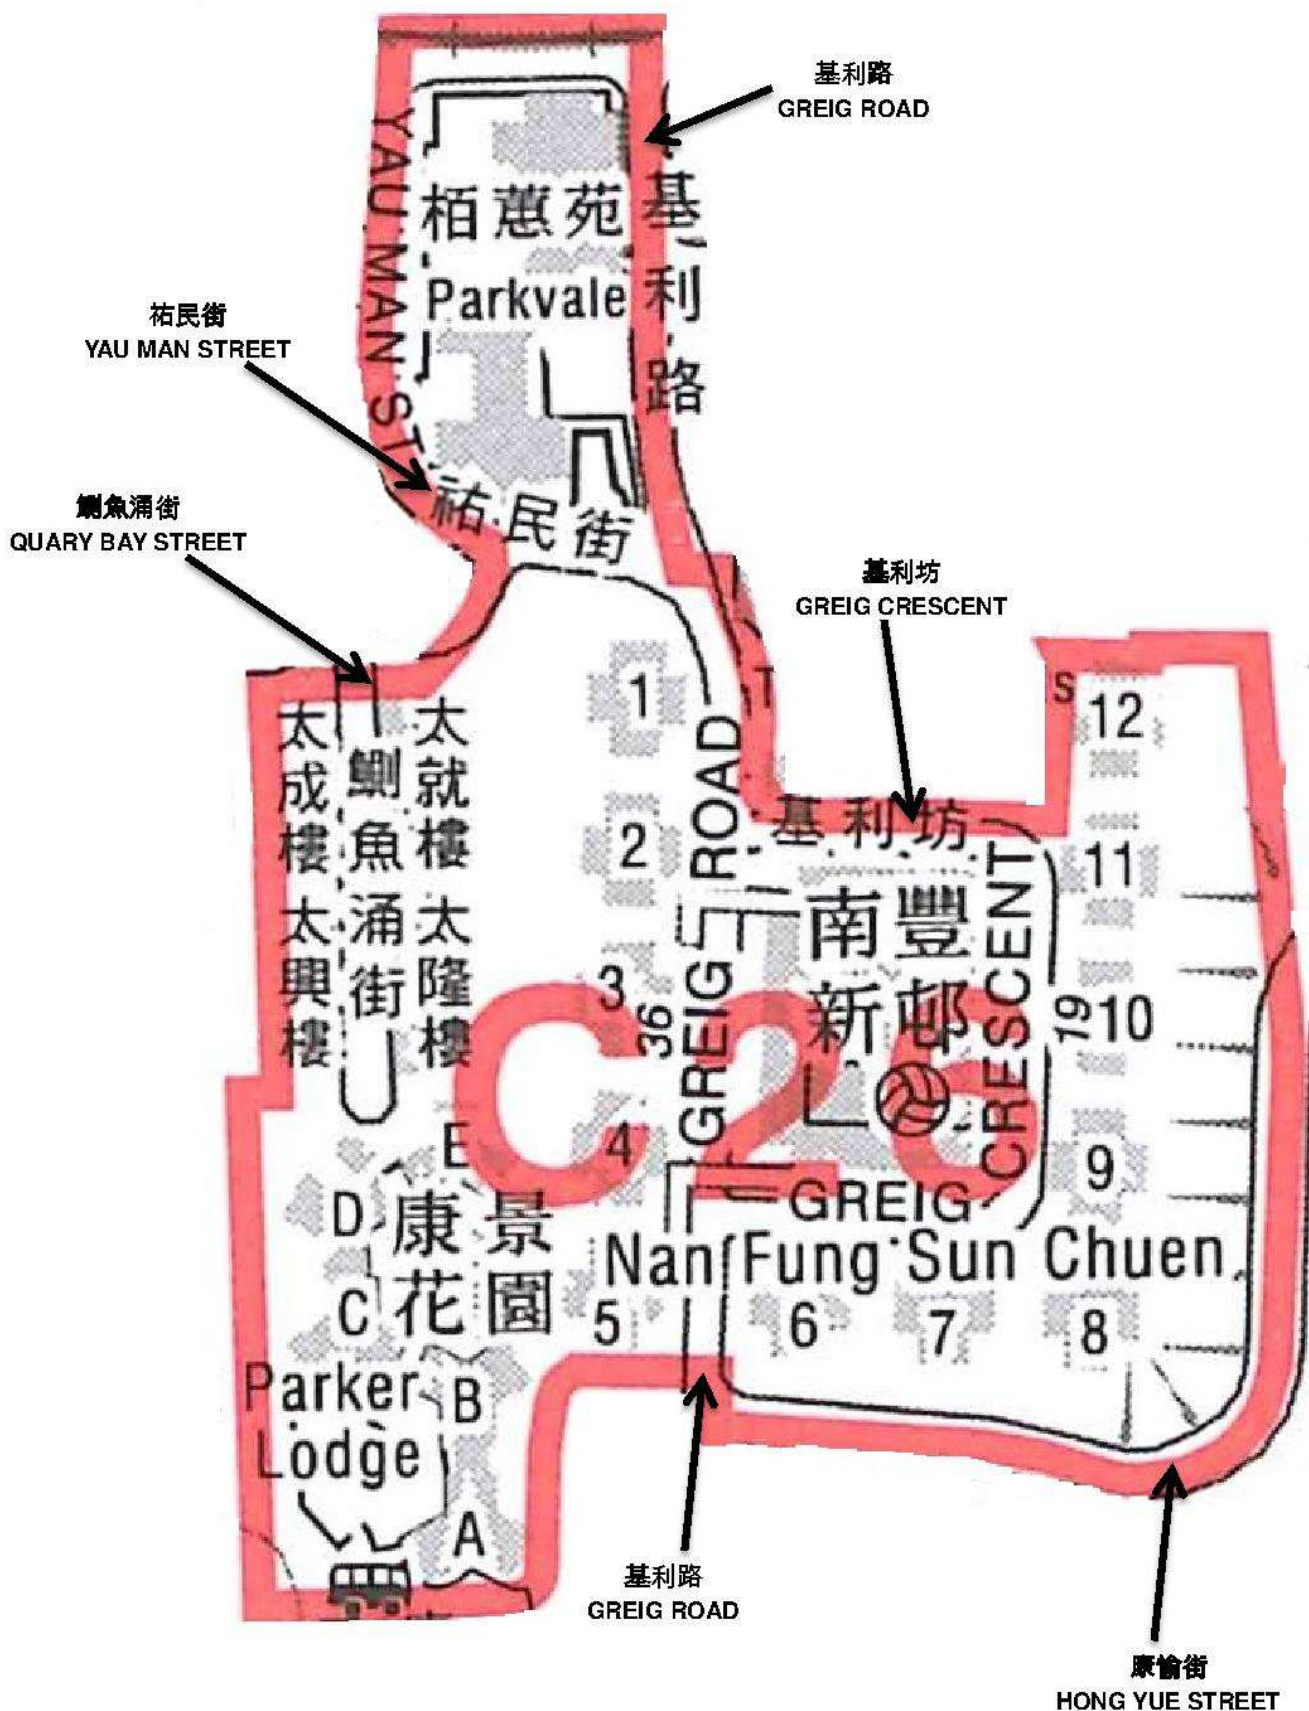 基利路
GREIG ROAD
YAU MAN ST.
栢蕙苑
Parkvale
基利路
祐民街
YAU MAN STREET
祐民街
鰂魚涌街
QUARY BAY STREET
基利坊
GREIG CRESCENT
1
T
S
12
太成樓
鰂魚涌街
太就樓
2
GREIG ROAD
基利坊
11
太興樓
太隆樓
南豐
新邨
CRESCENT
3
36
C26
19
10
E
4
9
D
康景
花園
GREIG
Nan Fung Sun Chuen
C
5
6
7
8
Parker
Lodge
B
A
基利路
GREIG ROAD
康愉街
HONG YUE STREET